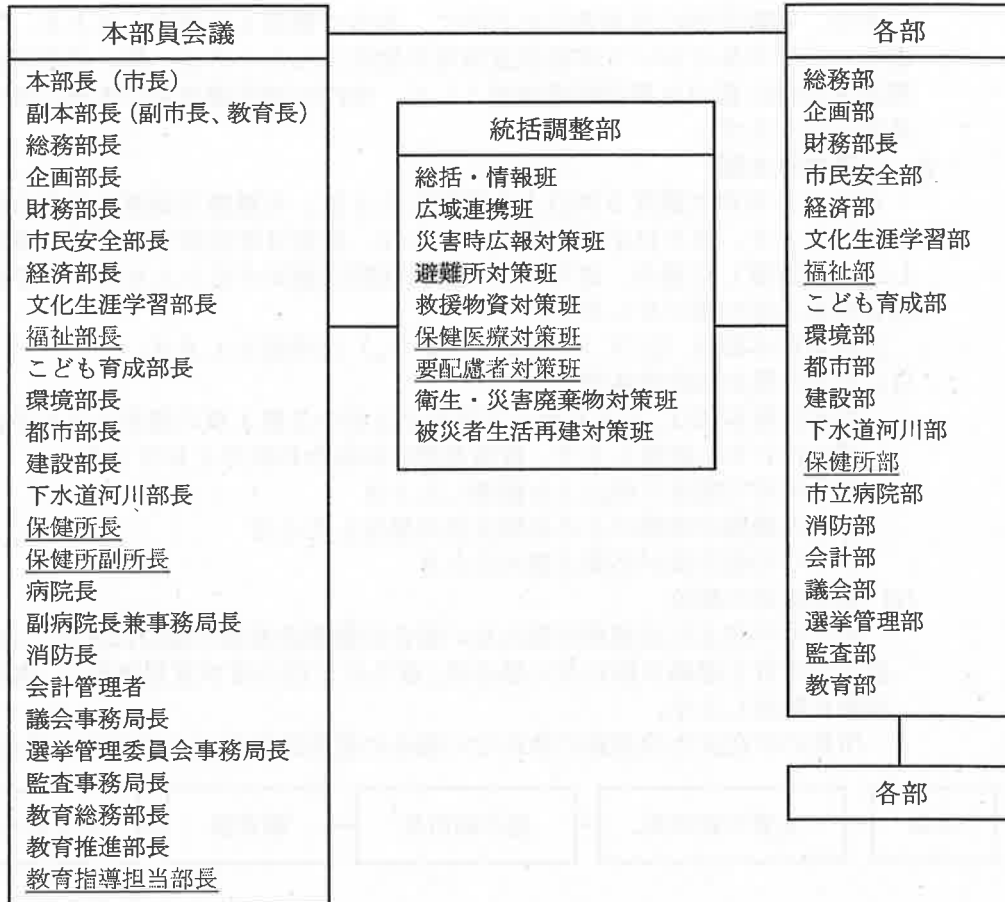 本部員会議
本部長（市長）
副本部長（副市長、教育長）
総務部長
企画部長
財務部長
市民安全部長
経済部長
文化生涯学習部長
福祉部長
こども育成部長
環境部長
都市部長
建設部長
下水道河川部長
保健所長
保健所副所長
病院長
副病院長兼事務局長
消防長
会計管理者
議会事務局長
選挙管理委員会事務局長
監査事務局長
教育総務部長
教育推進部長
教育指導担当部長
統括調整部
総括・情報班
広域連携班
災害時広報対策班
避難所対策班
救援物資対策班
保健医療対策班
要配慮者対策班
衛生・災害廃棄物対策班
被災者生活再建対策班
各部
総務部
企画部
財務部長
市民安全部
経済部
文化生涯学習部
福祉部
こども育成部
環境部
都市部
建設部
下水道河川部
保健所部
市立病院部
消防部
会計部
議会部
選挙管理部
監査部
教育部
各部